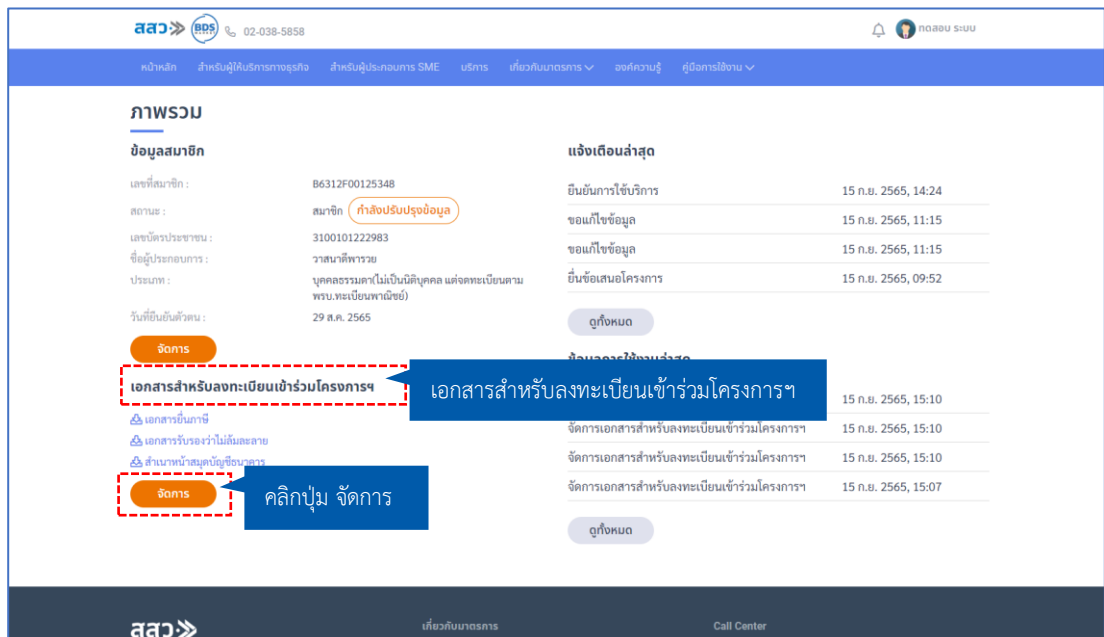 สสว BDS 02-038-5858 ทดสอบ ระบบ
หน้าหลัก สำหรับผู้ให้บริการทางธุรกิจ สำหรับผู้ประกอบการ SME บริการ เกี่ยวกับมาตรการ องค์ความรู้ คู่มือการใช้งาน
ภาพรวม
ข้อมูลสมาชิก
เลขที่สมาชิก : B6312F00125348
สถานะ : สมาชิก กำลังปรับปรุงข้อมูล
เลขบัตรประชาชน : 3100101222983
ชื่อผู้ประกอบการ : วาสนาดีพารวย
ประเภท : บุคคลธรรมดา(ไม่เป็นนิติบุคคล แต่จดทะเบียนตาม
พรบ.ทะเบียนพาณิชย์)
วันที่ยืนยันตัวตน : 29 ส.ค. 2565
จัดการ
เอกสารสำหรับลงทะเบียนเข้าร่วมโครงการฯ
เอกสารยื่นภาษี
เอกสารรับรองว่าไม่ล้มละลาย
สำเนาหน้าสมุดบัญชีธนาคาร
จัดการ
คลิกปุ่ม จัดการ
แจ้งเตือนล่าสุด
ยืนยันการใช้บริการ 15 ก.ย. 2565, 14:24
ขอแก้ไขข้อมูล 15 ก.ย. 2565, 11:15
ขอแก้ไขข้อมูล 15 ก.ย. 2565, 11:15
ยื่นข้อเสนอโครงการ 15 ก.ย. 2565, 09:52
ดูทั้งหมด
ข้อมูลการใช้งานล่าสุด
เอกสารสำหรับลงทะเบียนเข้าร่วมโครงการฯ
15 ก.ย. 2565, 15:10
จัดการเอกสารสำหรับลงทะเบียนเข้าร่วมโครงการฯ 15 ก.ย. 2565, 15:10
จัดการเอกสารสำหรับลงทะเบียนเข้าร่วมโครงการฯ 15 ก.ย. 2565, 15:10
จัดการเอกสารสำหรับลงทะเบียนเข้าร่วมโครงการฯ 15 ก.ย. 2565, 15:07
ดูทั้งหมด
สสว เกี่ยวกับมาตรการ Call Center